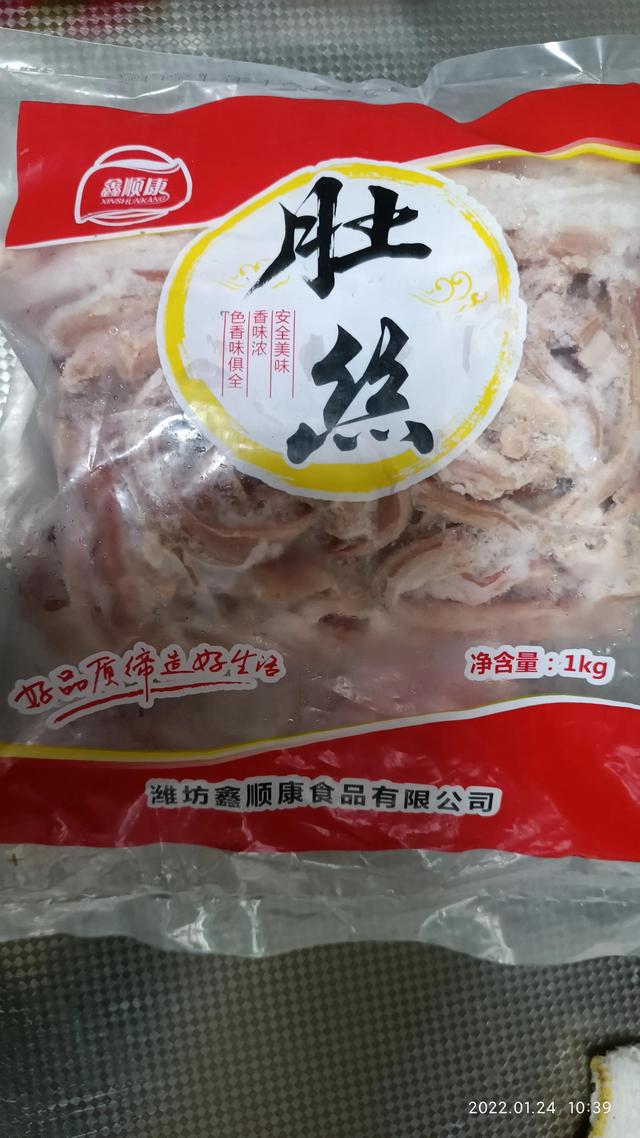 鑫顺康
XINSHUNKANG
肚丝
安全美味
香味浓
色香味俱全
好品质缔造好生活
净含量:1kg
潍坊鑫顺康食品有限公司
2022.01.24 10:39